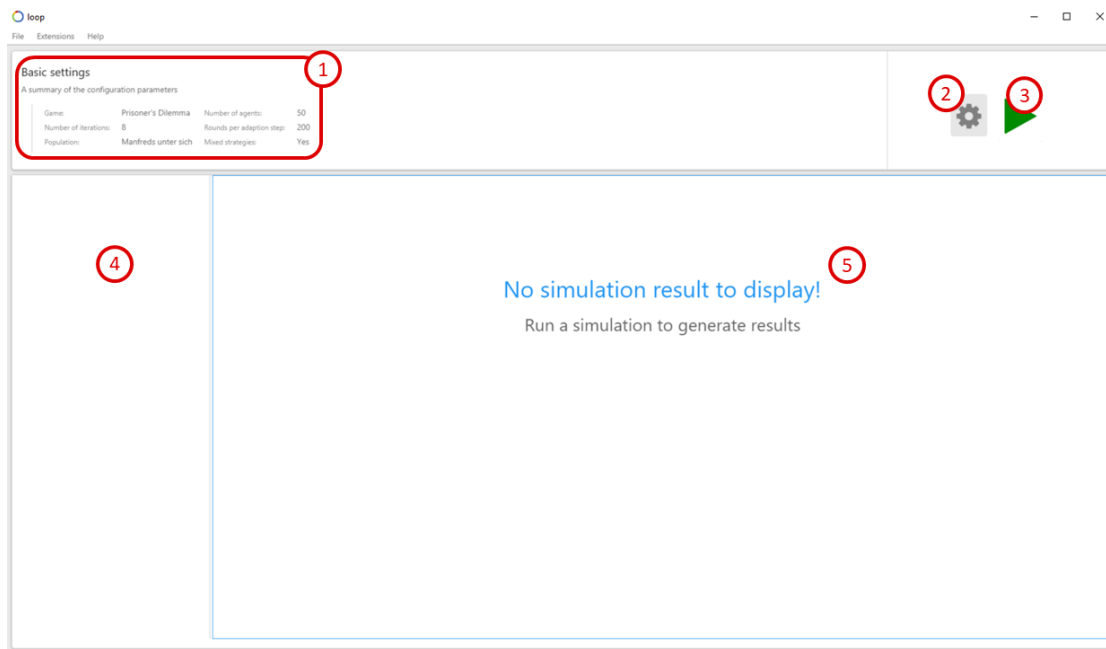 loop
File Extensions Help
Basic settings
1
A summary of the configuration parameters
2
3
Game: Prisoner's Dilemma Number of agents: 50
Number of iterations: 8 Rounds per adaption step: 200
Population: Manfreds unter sich Mixed strategies: Yes
4
5
No simulation result to display!
Run a simulation to generate results